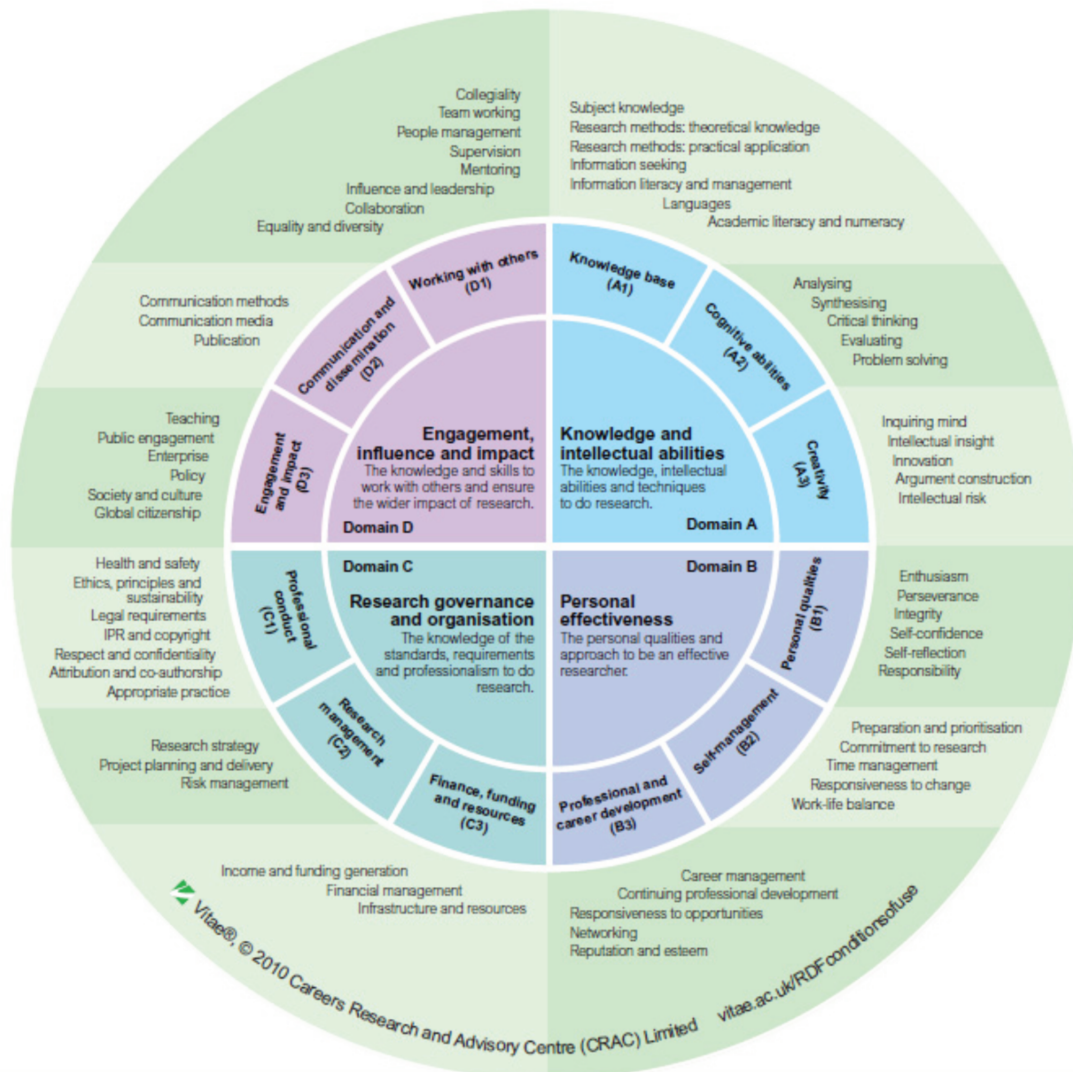 Collegiality
Team working
People management
Supervision
Mentoring
Influence and leadership
Collaboration
Equality and diversity
Subject knowledge
Research methods: theoretical knowledge
Research methods: practical application
Information seeking
Information literacy and management
Languages
Academic literacy and numeracy
Working with others
(D1)
Knowledge base
(A1)
Communication methods
Communication media
Publication
Communication and
dissemination
(D2)
Cognitive abilities
(A2)
Analysing
Synthesising
Critical thinking
Evaluating
Problem solving
Teaching
Public engagement
Enterprise
Policy
Society and culture
Global citizenship
Engagement
and impact
(D3)
Engagement,
influence and impact
The knowledge and skills to
work with others and ensure
the wider impact of research.
Domain D
Knowledge and
intellectual abilities
The knowledge, intellectual
abilities and techniques
to do research.
Domain A
Creativity
(A3)
Inquiring mind
Intellectual insight
Innovation
Argument construction
Intellectual risk
Health and safety
Ethics, principles and
sustainability
Legal requirements
IPR and copyright
Respect and confidentiality
Attribution and co-authorship
Appropriate practice
Professional
conduct
(C1)
Domain C
Research governance
and organisation
The knowledge of the
standards, requirements
and professionalism to do
research.
Domain B
Personal
effectiveness
The personal qualities and
approach to be an effective
researcher.
Personal qualities
(B1)
Enthusiasm
Perseverance
Integrity
Self-confidence
Self-reflection
Responsibility
Research strategy
Project planning and delivery
Risk management
Research
management
(C2)
Self-management
(B2)
Preparation and prioritisation
Commitment to research
Time management
Responsiveness to change
Work-life balance
Finance, funding
and resources
(C3)
Professional and
career development
(B3)
Income and funding generation
Financial management
Infrastructure and resources
Career management
Continuing professional development
Responsiveness to opportunities
Networking
Reputation and esteem
Vitae®, © 2010 Careers Research and Advisory Centre (CRAC) Limited vitae.ac.uk/RDFconditionsofuse